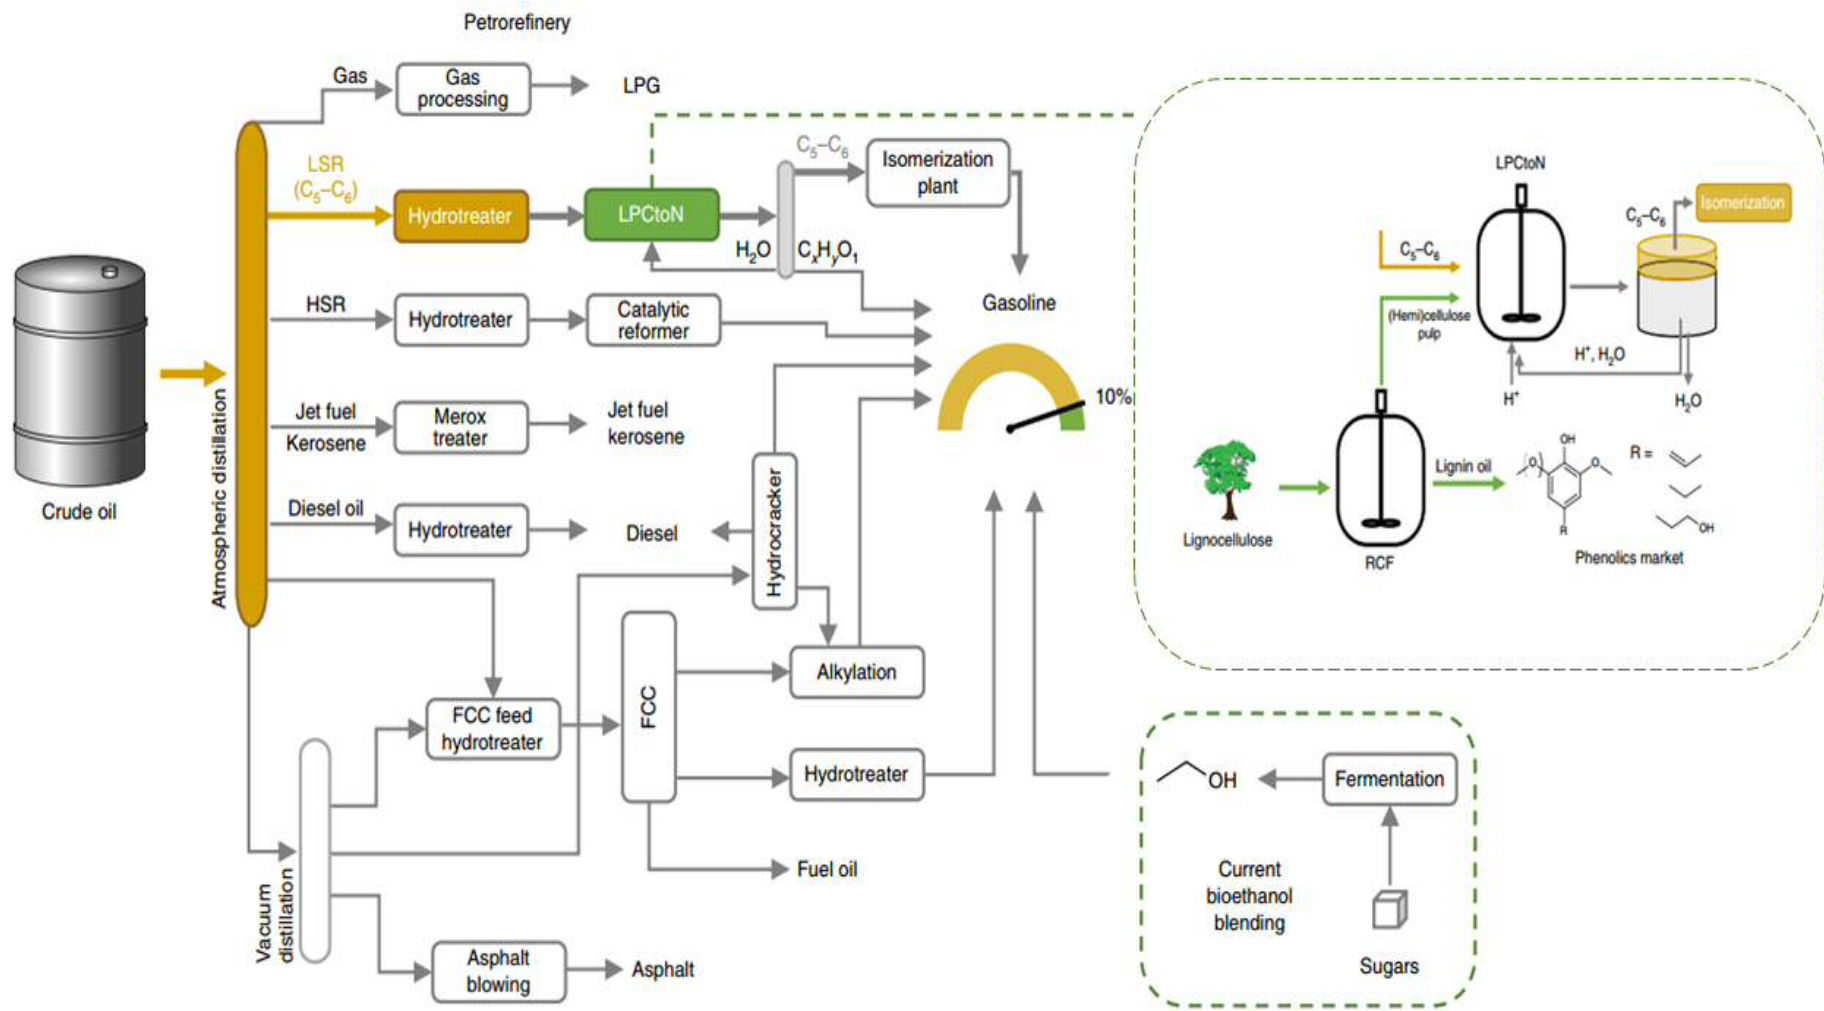 Petrorefinery
Gas
Gas
processing
LPG
LSR
(C5–C6)
Hydrotreater
LPCtoN
C5–C6
Isomerization
plant
H2O
CxHyO1
Gasoline
HSR
Hydrotreater
Catalytic
reformer
10%
Crude oil
Atmospheric distillation
Jet fuel
Kerosene
Merox
treater
Jet fuel
kerosene
Diesel oil
Hydrotreater
Diesel
Hydrocracker
FCC feed
hydrotreater
FCC
Alkylation
Hydrotreater
Fuel oil
Vacuum
distillation
Asphalt
blowing
Asphalt
LPCtoN
C5–C6
Isomerization
C5–C6
(Hemi)cellulose
pulp
H+, H2O
H+
H2O
Lignocellulose
RCF
Lignin oil
OH
(O)
O
R
R =
OH
Phenolics market
OH
Fermentation
Current
bioethanol
blending
Sugars